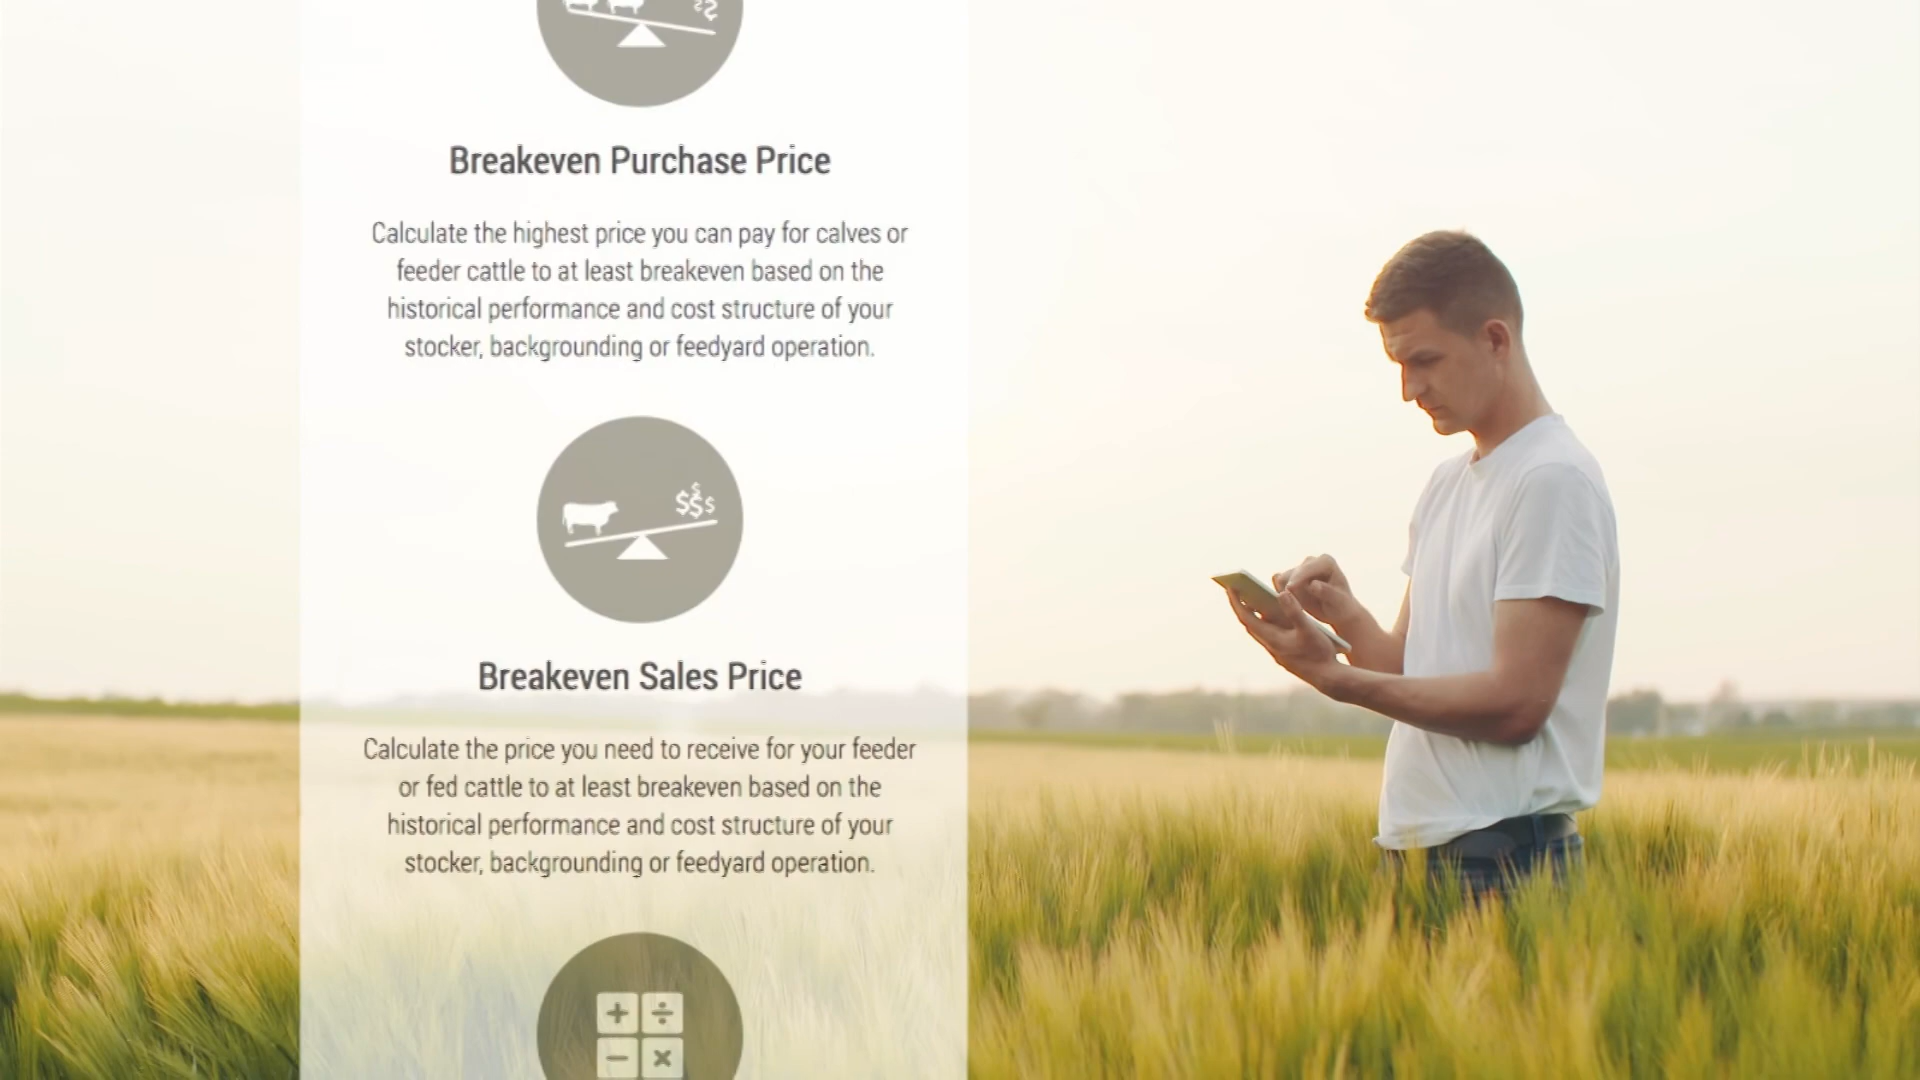 Breakeven Purchase Price
Calculate the highest price you can pay for calves or
feeder cattle to at least breakeven based on the
historical performance and cost structure of your
stocker, backgrounding or feedyard operation.
$$$$
Breakeven Sales Price
Calculate the price you need to receive for your feeder
or fed cattle to at least breakeven based on the
historical performance and cost structure of your
stocker, backgrounding or feedyard operation.
+ ÷
− ×